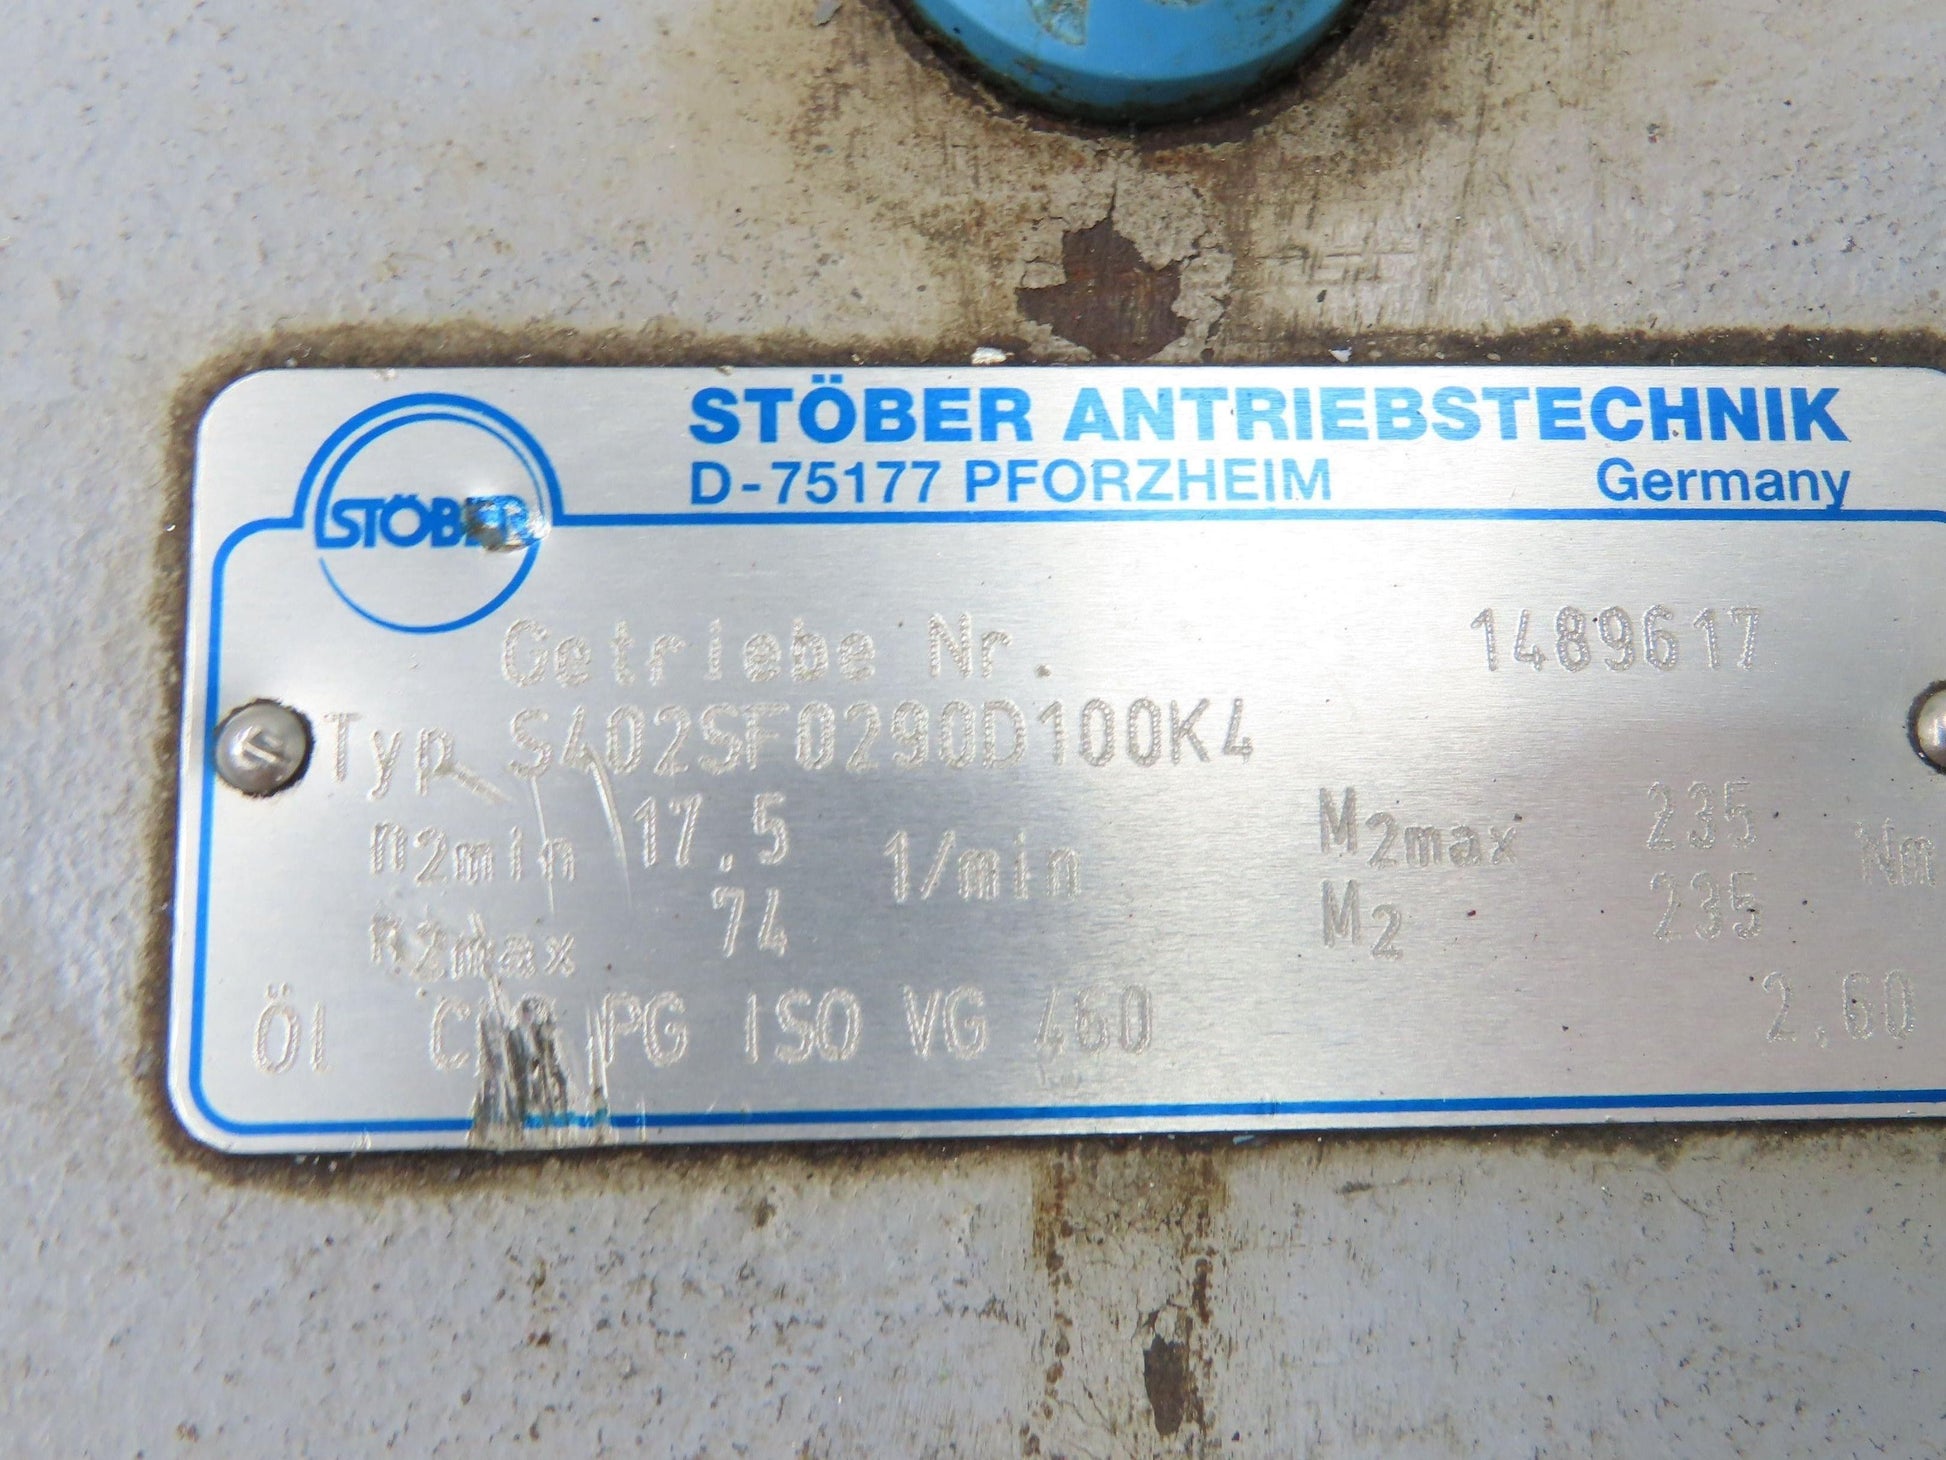 STÖBER ANTRIEBSTECHNIK
D-75177 PFORZHEIM Germany
STÖBER
Getriebe Nr. 1489617
Typ S402SF0290D100K4
n2min 17.5 1/min M2max 235 Nm
n2max 74 M2 235
Öl PG ISO VG 460 2,60